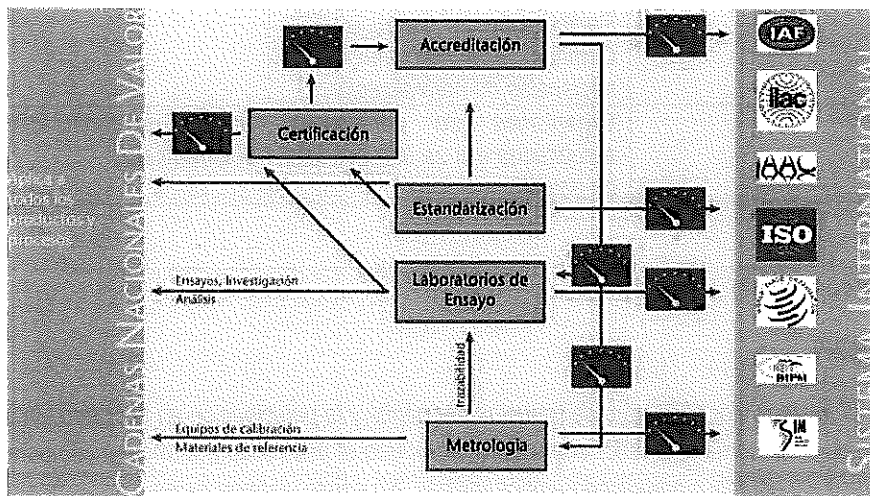 CADENAS NACIONALES DE VALOR
Accreditación
Certificación
Estandarización
Laboratorios de
Ensayo
Metrología
Ensayos, Investigación
Análisis
trazabilidad
Equipos de calibración
Materiales de referencia
IAF
ilac
IAAC
ISO
BIPM
SIM